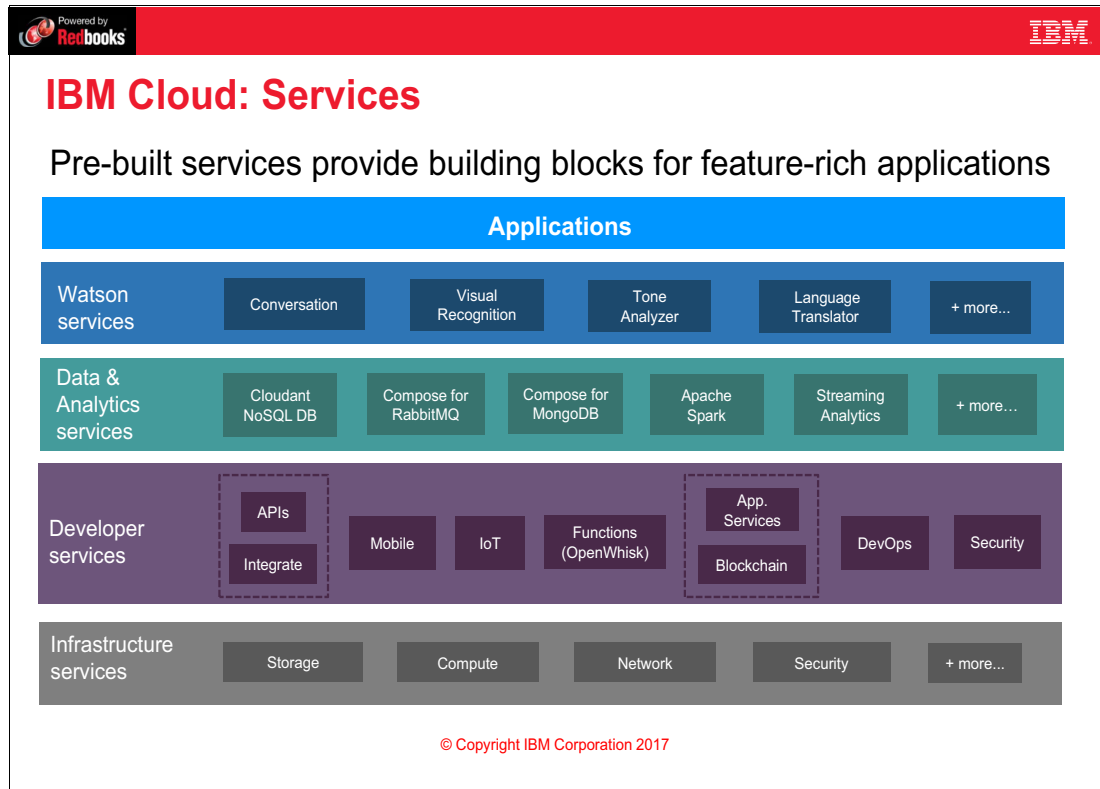 Powered by
Redbooks
IBM
IBM Cloud: Services
Pre-built services provide building blocks for feature-rich applications
Applications
Watson
services
Conversation
Visual
Recognition
Tone
Analyzer
Language
Translator
+ more...
Data &
Analytics
services
Cloudant
NoSQL DB
Compose for
RabbitMQ
Compose for
MongoDB
Apache
Spark
Streaming
Analytics
+ more…
Developer
services
APIs
Integrate
Mobile
IoT
Functions
(OpenWhisk)
App.
Services
Blockchain
DevOps
Security
Infrastructure
services
Storage
Compute
Network
Security
+ more...
© Copyright IBM Corporation 2017